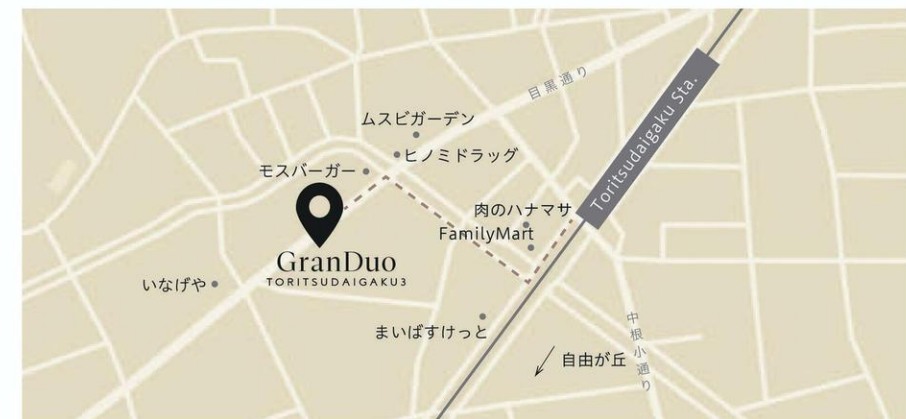 目黒通り
Toritsudaigaku Sta.
ムスビガーデン
ヒノミドラッグ
モスバーガー
肉のハナマサ
FamilyMart
GranDuo
TORITSUDAIGAKU3
いなげや
まいばすけっと
中根小通り
自由が丘